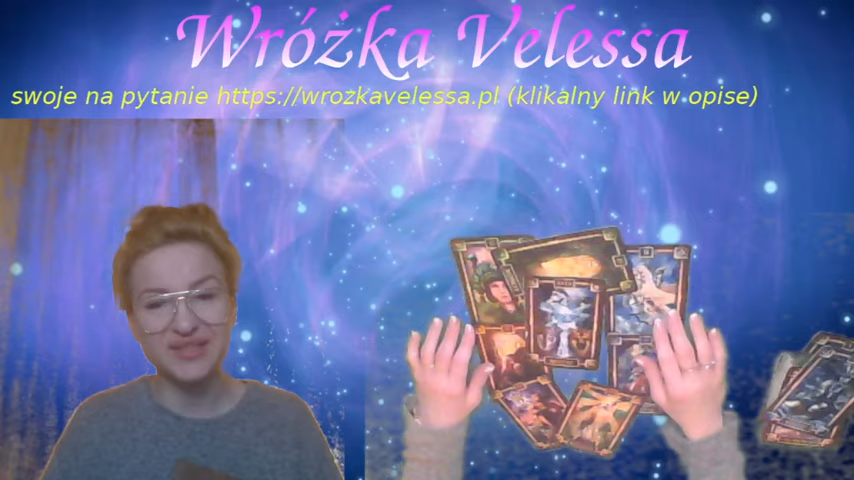 Wróżka Velessa
swoje na pytanie https://wrozkavelessa.pl (klikalny link w opisie)